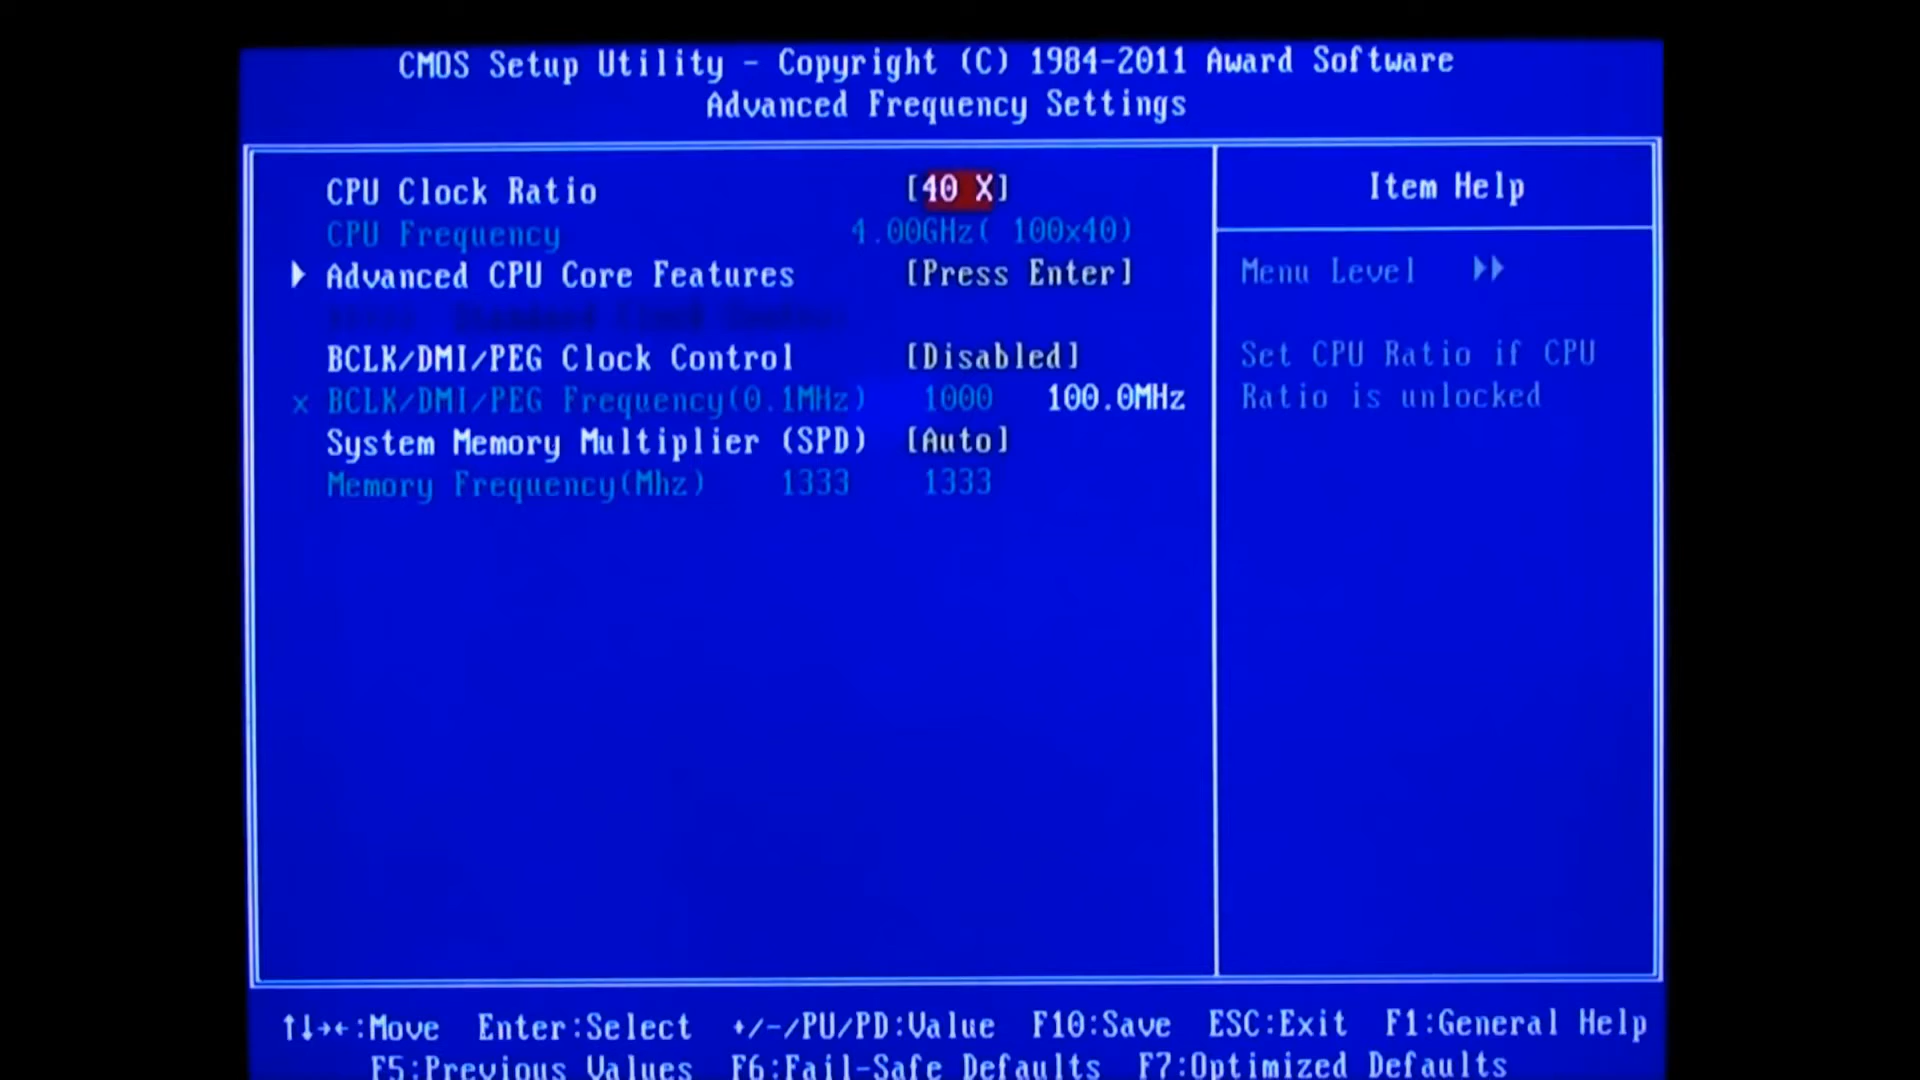 CMOS Setup Utility - Copyright (C) 1984-2011 Award Software
Advanced Frequency Settings
CPU Clock Ratio [40 X]
CPU Frequency 4.00GHz( 100x40)
▶ Advanced CPU Core Features [Press Enter]
BCLK/DMI/PEG Clock Control [Disabled]
x BCLK/DMI/PEG Frequency(0.1MHz) 1000 100.0MHz
System Memory Multiplier (SPD) [Auto]
Memory Frequency(Mhz) 1333 1333
Item Help
Menu Level ▶▶
Set CPU Ratio if CPU
Ratio is unlocked
↑↓→←:Move Enter:Select +/-/PU/PD:Value F10:Save ESC:Exit F1:General Help
F5:Previous Values F6:Fail-Safe Defaults F7:Optimized Defaults